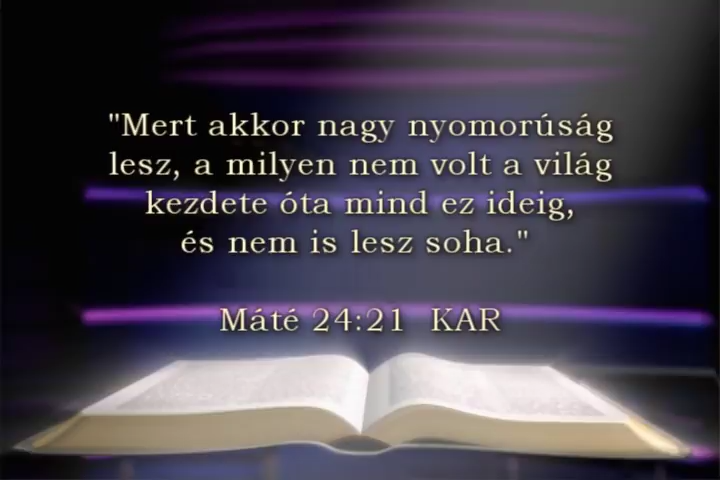 "Mert akkor nagy nyomorúság
lesz, a milyen nem volt a világ
kezdete óta mind ez ideig,
és nem is lesz soha."
Máté 24:21 KAR